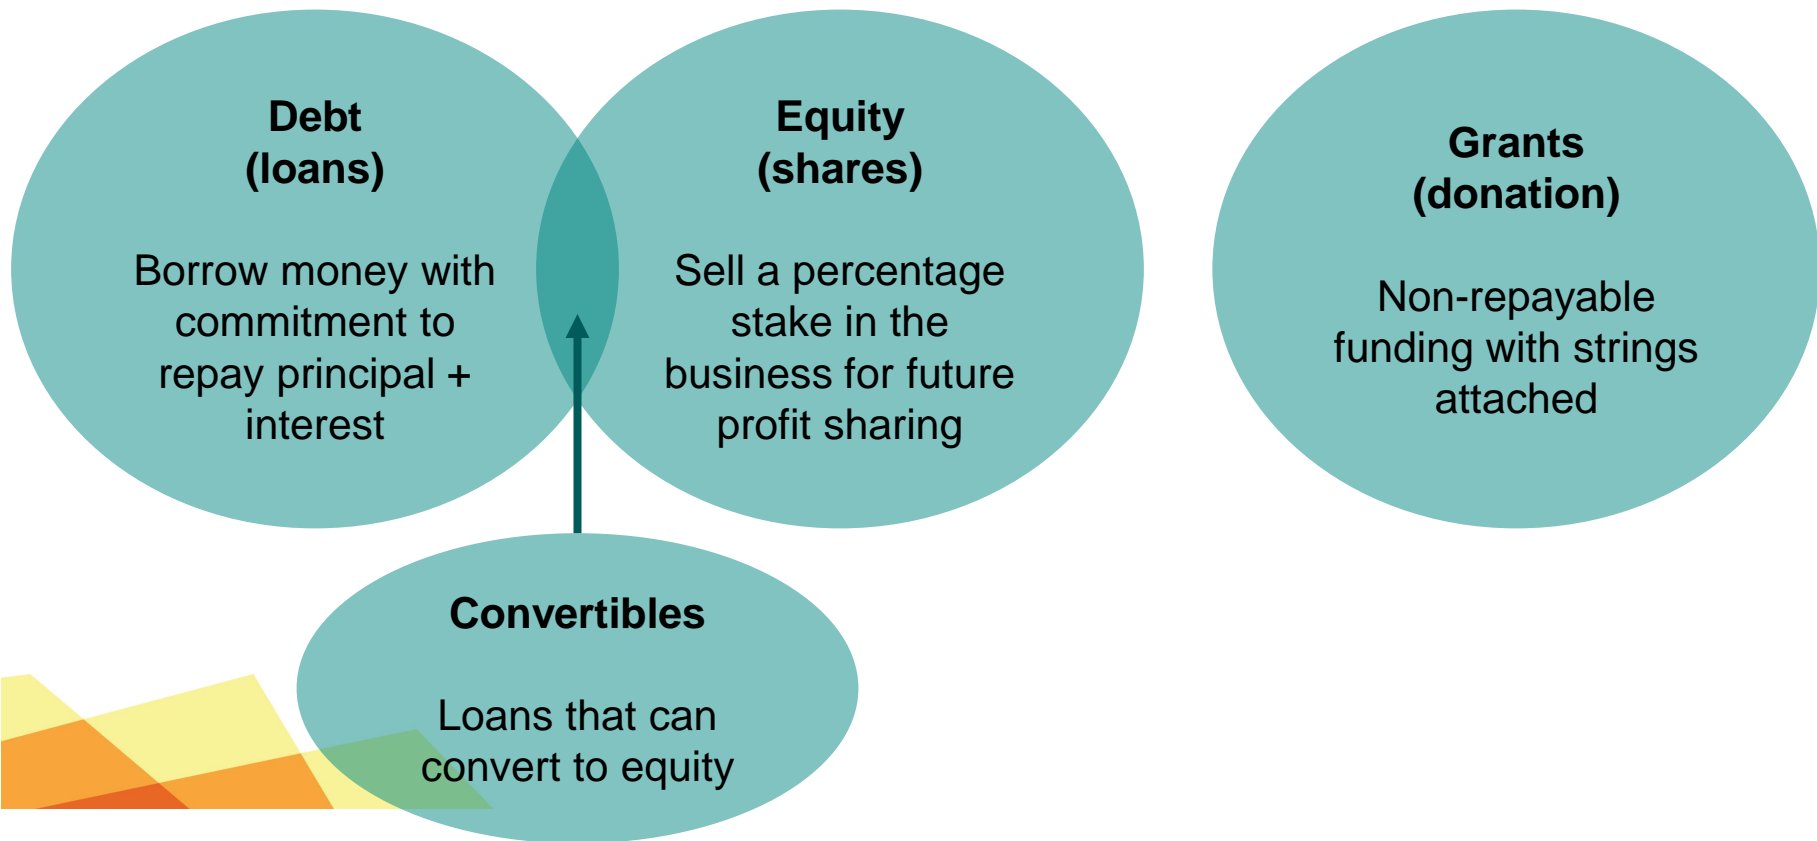 Debt
(loans)
Borrow money with
commitment to
repay principal +
interest
Equity
(shares)
Sell a percentage
stake in the
business for future
profit sharing
Grants
(donation)
Non-repayable
funding with strings
attached
Convertibles
Loans that can
convert to equity